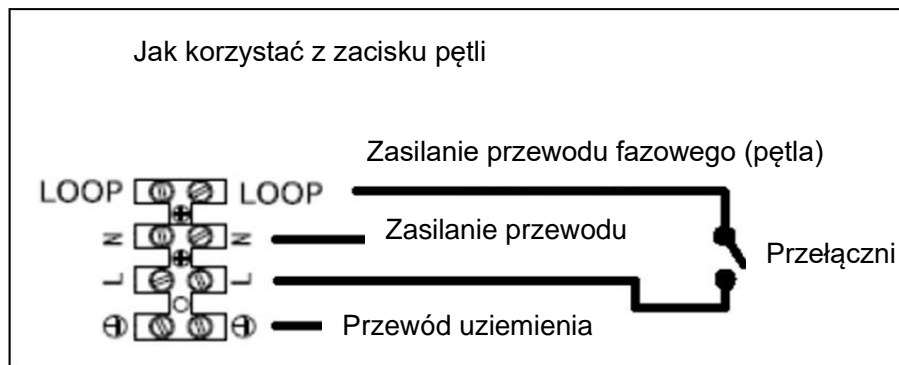 Jak korzystać z zacisku pętli
Zasilanie przewodu fazowego (pętla)
LOOP LOOP
N N Zasilanie przewodu
Przełączni
L L
Przewód uziemienia